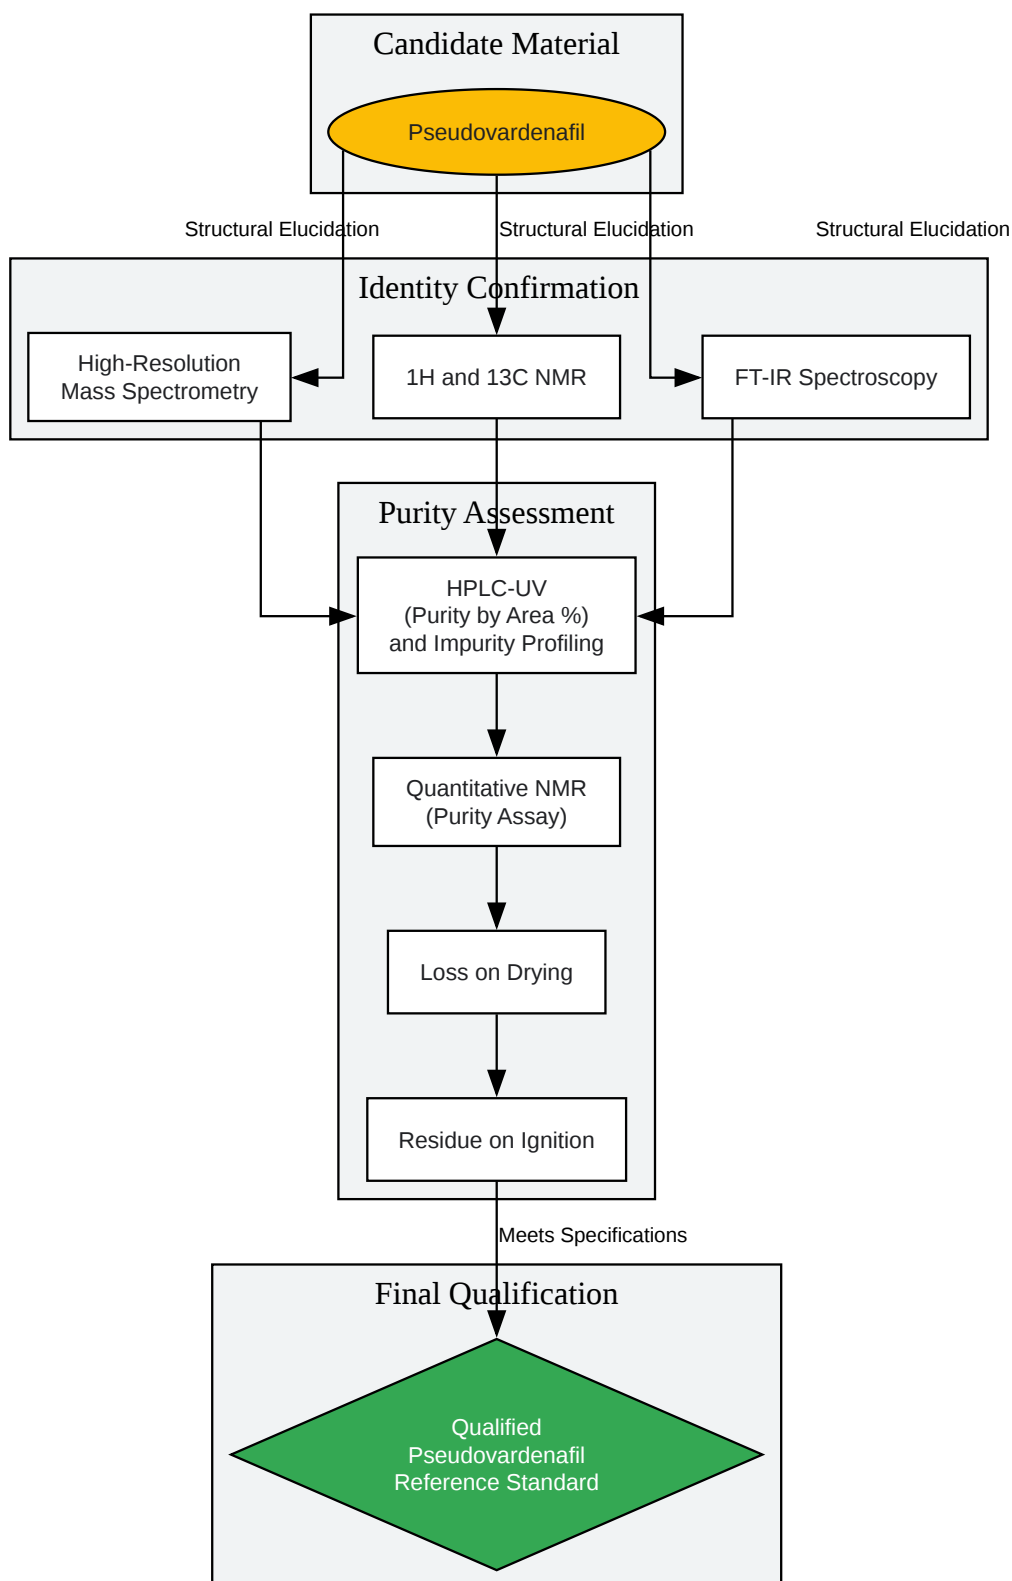 Candidate Material
Pseudovardenafil
Structural Elucidation
Structural Elucidation
Structural Elucidation
Identity Confirmation
High-Resolution
Mass Spectrometry
1H and 13C NMR
FT-IR Spectroscopy
Purity Assessment
HPLC-UV
(Purity by Area %)
and Impurity Profiling
Quantitative NMR
(Purity Assay)
Loss on Drying
Residue on Ignition
Meets Specifications
Final Qualification
Qualified
Pseudovardenafil
Reference Standard